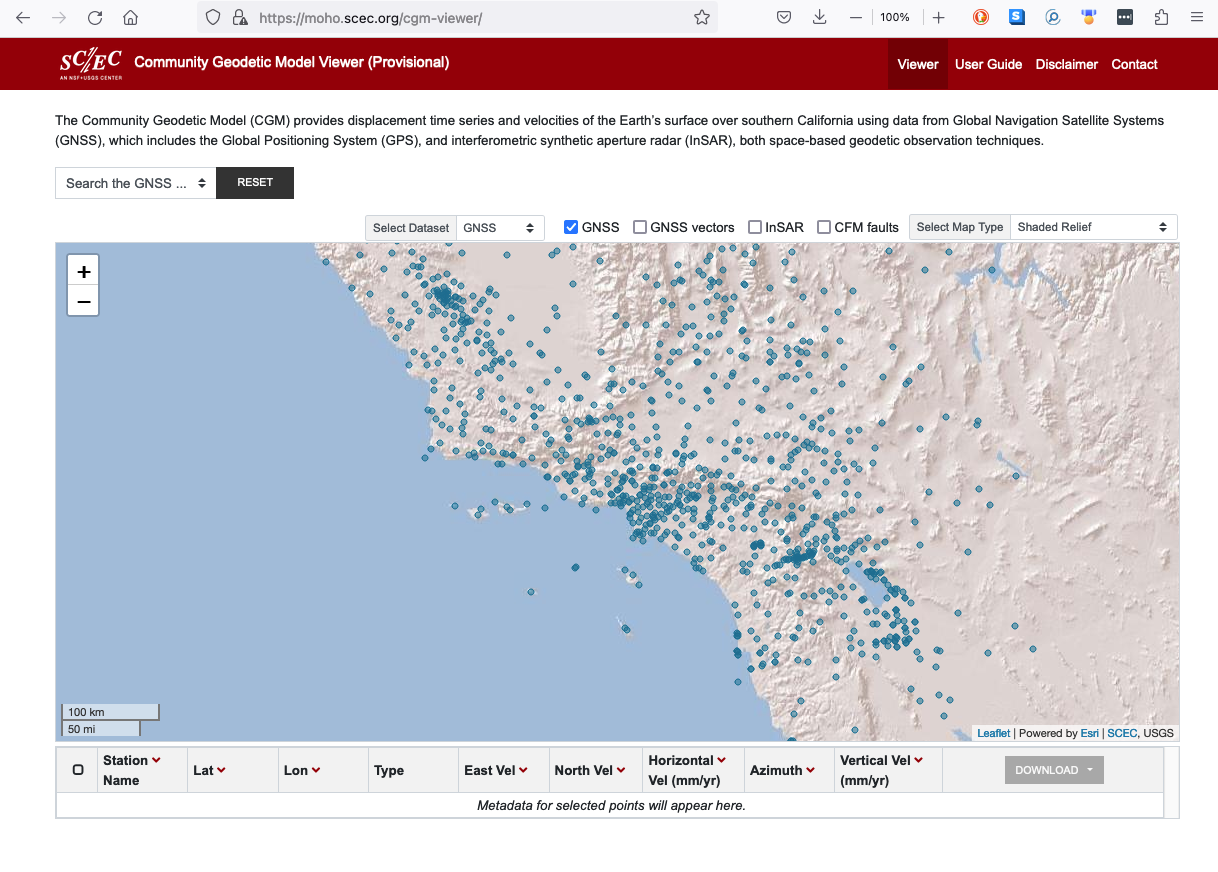 https://moho.scec.org/cgm-viewer/
100%
SC/EC
AN NSF+USGS CENTER
Community Geodetic Model Viewer (Provisional)
Viewer
User Guide
Disclaimer
Contact
The Community Geodetic Model (CGM) provides displacement time series and velocities of the Earth's surface over southern California using data from Global Navigation Satellite Systems
(GNSS), which includes the Global Positioning System (GPS), and interferometric synthetic aperture radar (InSAR), both space-based geodetic observation techniques.
Search the GNSS ...
RESET
Select Dataset
GNSS
GNSS
GNSS vectors
InSAR
CFM faults
Select Map Type
Shaded Relief
+
−
100 km
50 mi
Leaflet | Powered by Esri | SCEC, USGS
Station
Name
Lat
Lon
Type
East Vel
North Vel
Horizontal
Vel (mm/yr)
Azimuth
Vertical Vel
(mm/yr)
DOWNLOAD
Metadata for selected points will appear here.